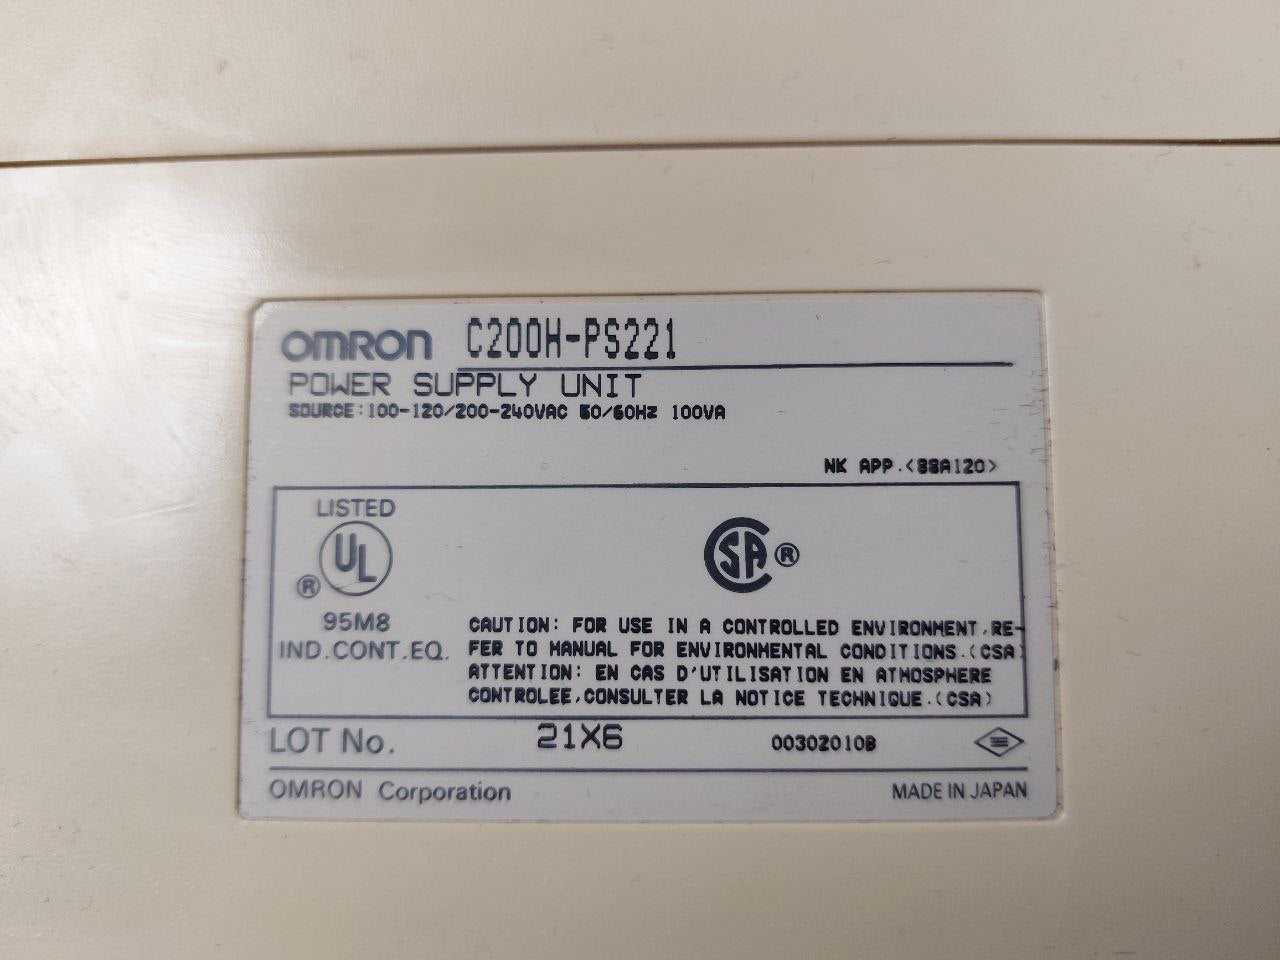 OMRON C200H-PS221
POWER SUPPLY UNIT
SOURCE:100-120/200-240VAC 50/60Hz 100VA
NK APP.<88A120>
LISTED
UL
®
95M8
IND.CONT.EQ.
CSA ®
CAUTION: FOR USE IN A CONTROLLED ENVIRONMENT.RE-
FER TO MANUAL FOR ENVIRONMENTAL CONDITIONS.(CSA)
ATTENTION: EN CAS D'UTILISATION EN ATMOSPHERE
CONTROLEE,CONSULTER LA NOTICE TECHNIQUE.(CSA)
LOT No. 21X6 00302010B
OMRON Corporation MADE IN JAPAN